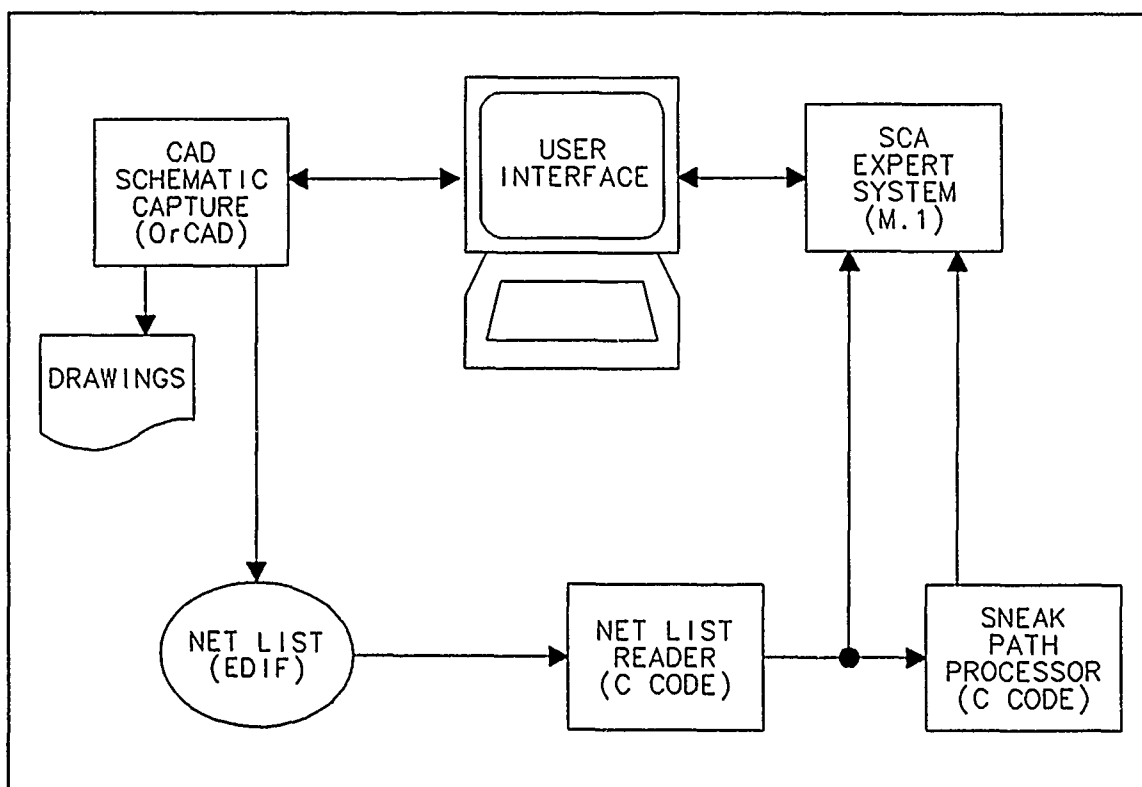 CAD
SCHEMATIC
CAPTURE
(OrCAD)
USER
INTERFACE
SCA
EXPERT
SYSTEM
(M.1)
DRAWINGS
NET LIST
(EDIF)
NET LIST
READER
(C CODE)
SNEAK
PATH
PROCESSOR
(C CODE)